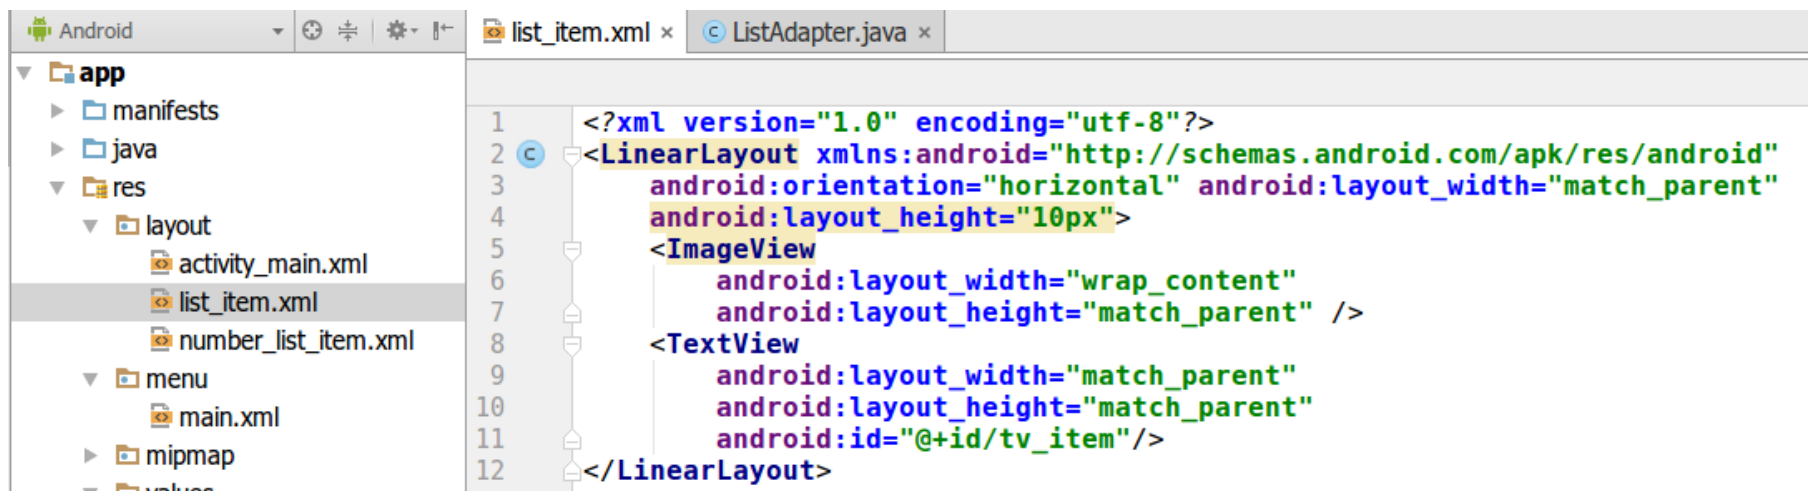 Android
app
manifests
java
res
layout
activity_main.xml
list_item.xml
number_list_item.xml
menu
main.xml
mipmap
values
list_item.xml × ListAdapter.java ×
1 <?xml version="1.0" encoding="utf-8"?>
2 <LinearLayout xmlns:android="http://schemas.android.com/apk/res/android"
3 android:orientation="horizontal" android:layout_width="match_parent"
4 android:layout_height="10px">
5 <ImageView
6 android:layout_width="wrap_content"
7 android:layout_height="match_parent" />
8 <TextView
9 android:layout_width="match_parent"
10 android:layout_height="match_parent"
11 android:id="@+id/tv_item"/>
12 </LinearLayout>